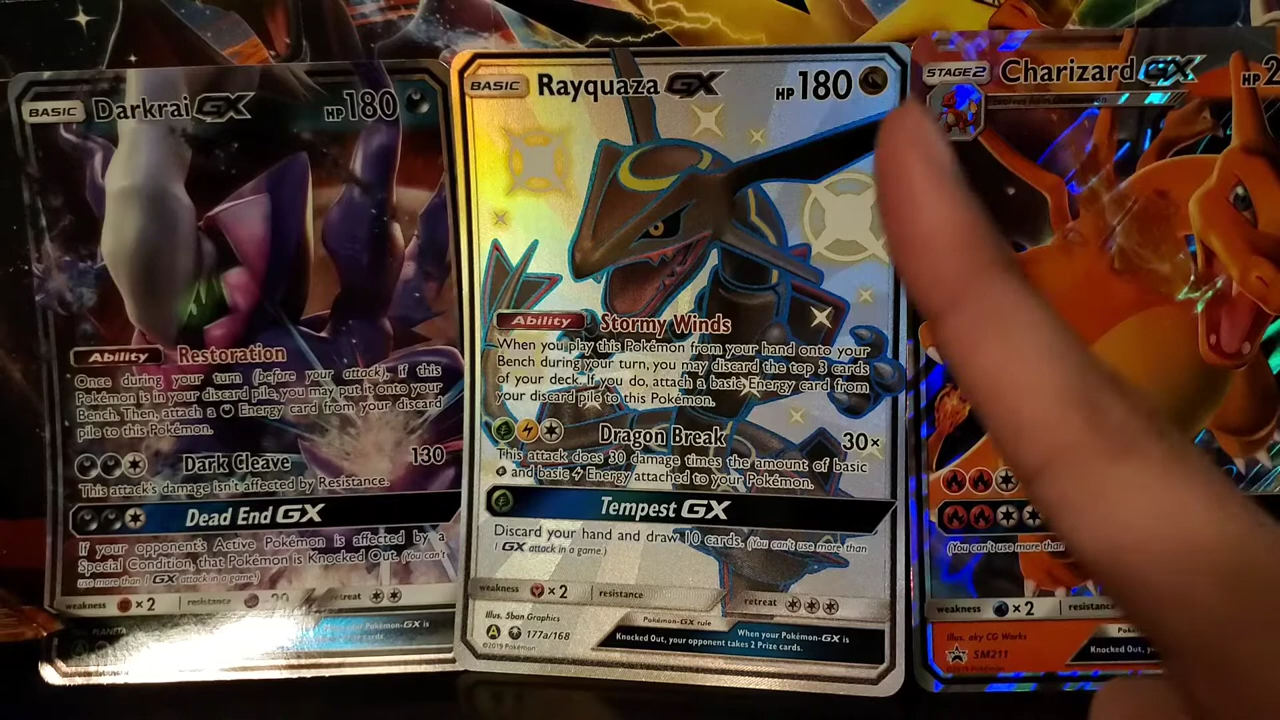 BASIC Darkrai GX HP 180
Ability Restoration
Once during your turn (before your attack), if this
Pokémon is in your discard pile, you may put it onto your
Bench. Then, attach a Energy card from your discard
pile to this Pokémon.
Dark Cleave 130
This attack's damage isn't affected by Resistance.
Dead End GX
If your opponent's Active Pokémon is affected by a
Special Condition, that Pokémon is Knocked Out. (You can't
use more than 1 GX attack in a game.)
weakness ×2 resistance -20 retreat
PLANETA
BASIC Rayquaza GX HP 180
Ability Stormy Winds
When you play this Pokémon from your hand onto your
Bench during your turn, you may discard the top 3 cards
of your deck. If you do, attach a basic Energy card from
your discard pile to this Pokémon.
Dragon Break 30×
This attack does 30 damage times the amount of basic
and basic Energy attached to your Pokémon.
Tempest GX
Discard your hand and draw 10 cards. (You can't use more than
1 GX attack in a game.)
weakness ×2 resistance retreat
Illus. 5ban Graphics
A 177a/168
©2019 Pokémon
Pokémon-GX rule
When your Pokémon-GX is
Knocked Out, your opponent takes 2 Prize cards.
STAGE 2 Charizard GX HP 2
(You can't use more than
weakness ×2 resistance
Illus. aky CG Works
SM211
©2019 Pokémon
Knocked Out,